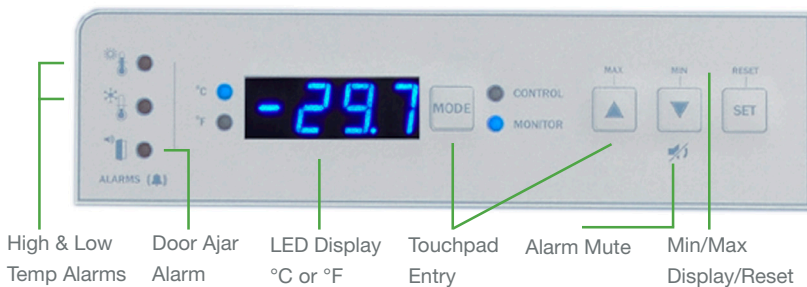 MAX.
MIN
RESET
°C
-29.7
MODE
CONTROL
SET
°F
MONITOR
ALARMS
High & Low
Temp Alarms
Door Ajar
Alarm
LED Display
°C or °F
Touchpad
Entry
Alarm Mute
Min/Max
Display/Reset